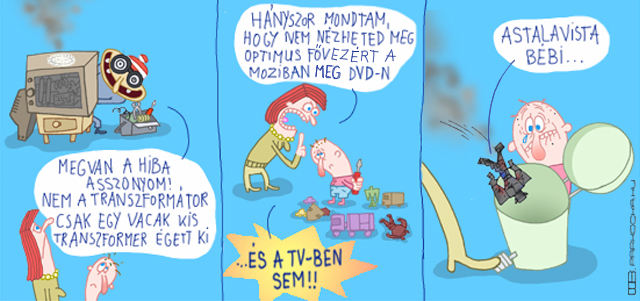 MEGVAN A HIBA
ASSZONYOM!
NEM A TRANSZFORMÁTOR
CSAK EGY VACAK KIS
TRANSZFORMER ÉGETT KI
HÁNYSZOR MONDTAM,
HOGY NEM NÉZHETED MEG
OPTIMUS FŐVEZÉRT A
MOZIBAN MEG DVD-N
...ÉS A TV-BEN
SEM!!
ASTALAVISTA
BÉBI...